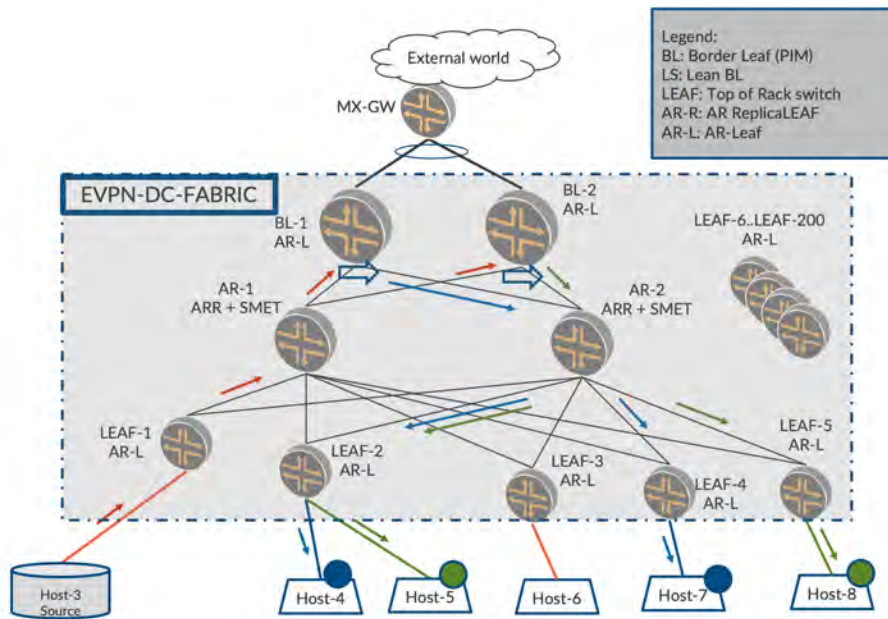 External world
MX-GW
Legend:
BL: Border Leaf (PIM)
LS: Lean BL
LEAF: Top of Rack switch
AR-R: AR ReplicaLEAF
AR-L: AR-Leaf
EVPN-DC-FABRIC
BL-1
AR-L
BL-2
AR-L
LEAF-6..LEAF-200
AR-L
AR-1
ARR + SMET
AR-2
ARR + SMET
LEAF-1
AR-L
LEAF-2
AR-L
LEAF-3
AR-L
LEAF-4
AR-L
LEAF-5
AR-L
Host-3
Source
Host-4
Host-5
Host-6
Host-7
Host-8